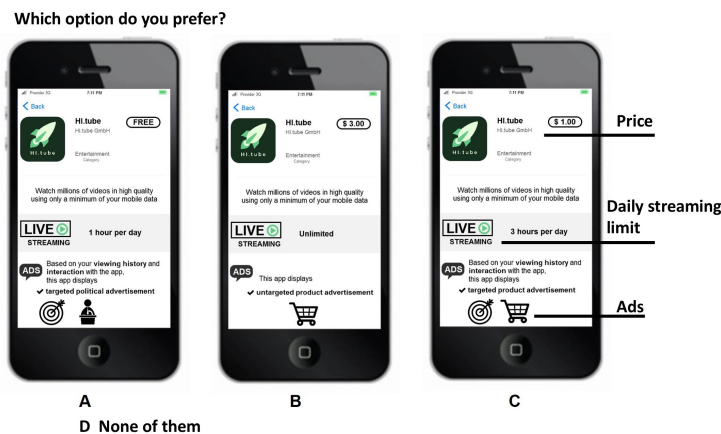 Which option do you prefer?
Provider 3G 7:11 PM
Back
HI.tube
HI.tube
HI.tube GmbH
FREE
Entertainment
Category
Watch millions of videos in high quality
using only a minimum of your mobile data
LIVE
STREAMING
1 hour per day
ADS
Based on your viewing history and
interaction with the app,
this app displays
✔ targeted political advertisement
A
Provider 3G 7:11 PM
Back
HI.tube
HI.tube
HI.tube GmbH
$ 3.00
Entertainment
Category
Watch millions of videos in high quality
using only a minimum of your mobile data
LIVE
STREAMING
Unlimited
ADS
This app displays
✔ untargeted product advertisement
B
Provider 3G 7:11 PM
Back
HI.tube
HI.tube
HI.tube GmbH
$ 1.00
Entertainment
Category
Watch millions of videos in high quality
using only a minimum of your mobile data
LIVE
STREAMING
3 hours per day
ADS
Based on your viewing history and
interaction with the app,
this app displays
✔ targeted product advertisement
C
Price
Daily streaming
limit
Ads
D None of them